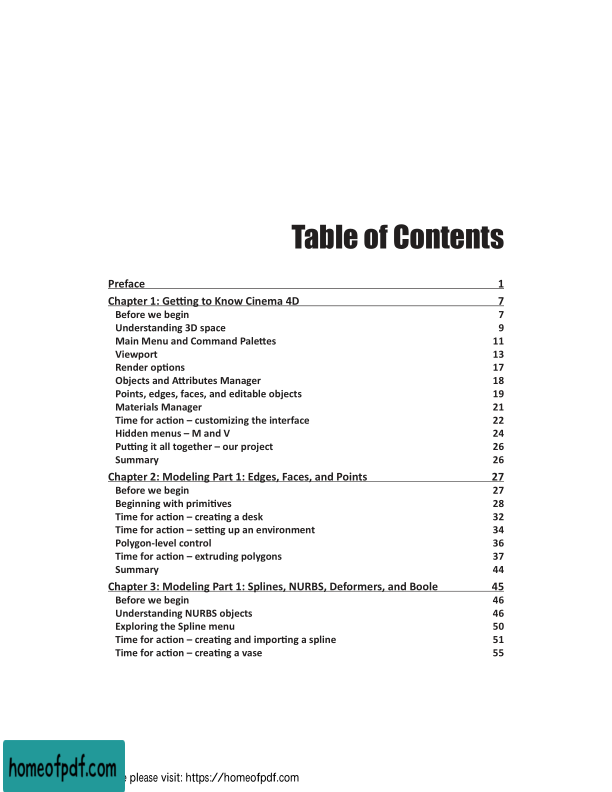 Table of Contents
Preface 1
Chapter 1: Getting to Know Cinema 4D 7
Before we begin 7
Understanding 3D space 9
Main Menu and Command Palettes 11
Viewport 13
Render options 17
Objects and Attributes Manager 18
Points, edges, faces, and editable objects 19
Materials Manager 21
Time for action – customizing the interface 22
Hidden menus – M and V 24
Putting it all together – our project 26
Summary 26
Chapter 2: Modeling Part 1: Edges, Faces, and Points 27
Before we begin 27
Beginning with primitives 28
Time for action – creating a desk 32
Time for action – setting up an environment 34
Polygon-level control 36
Time for action – extruding polygons 37
Summary 44
Chapter 3: Modeling Part 1: Splines, NURBS, Deformers, and Boole 45
Before we begin 46
Understanding NURBS objects 46
Exploring the Spline menu 50
Time for action – creating and importing a spline 51
Time for action – creating a vase 55
homeofpdf.com please visit: https://homeofpdf.com